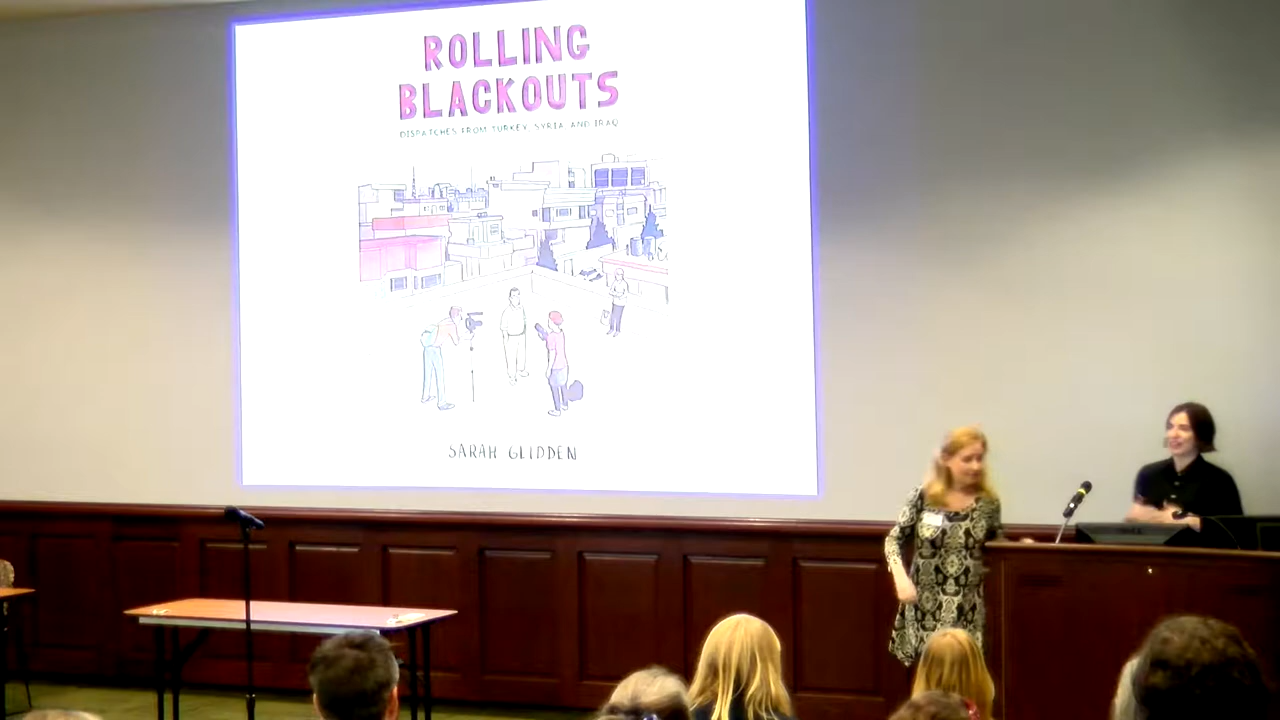 ROLLING
BLACKOUTS
DISPATCHES FROM TURKEY, SYRIA, AND IRAQ
SARAH GLIDDEN